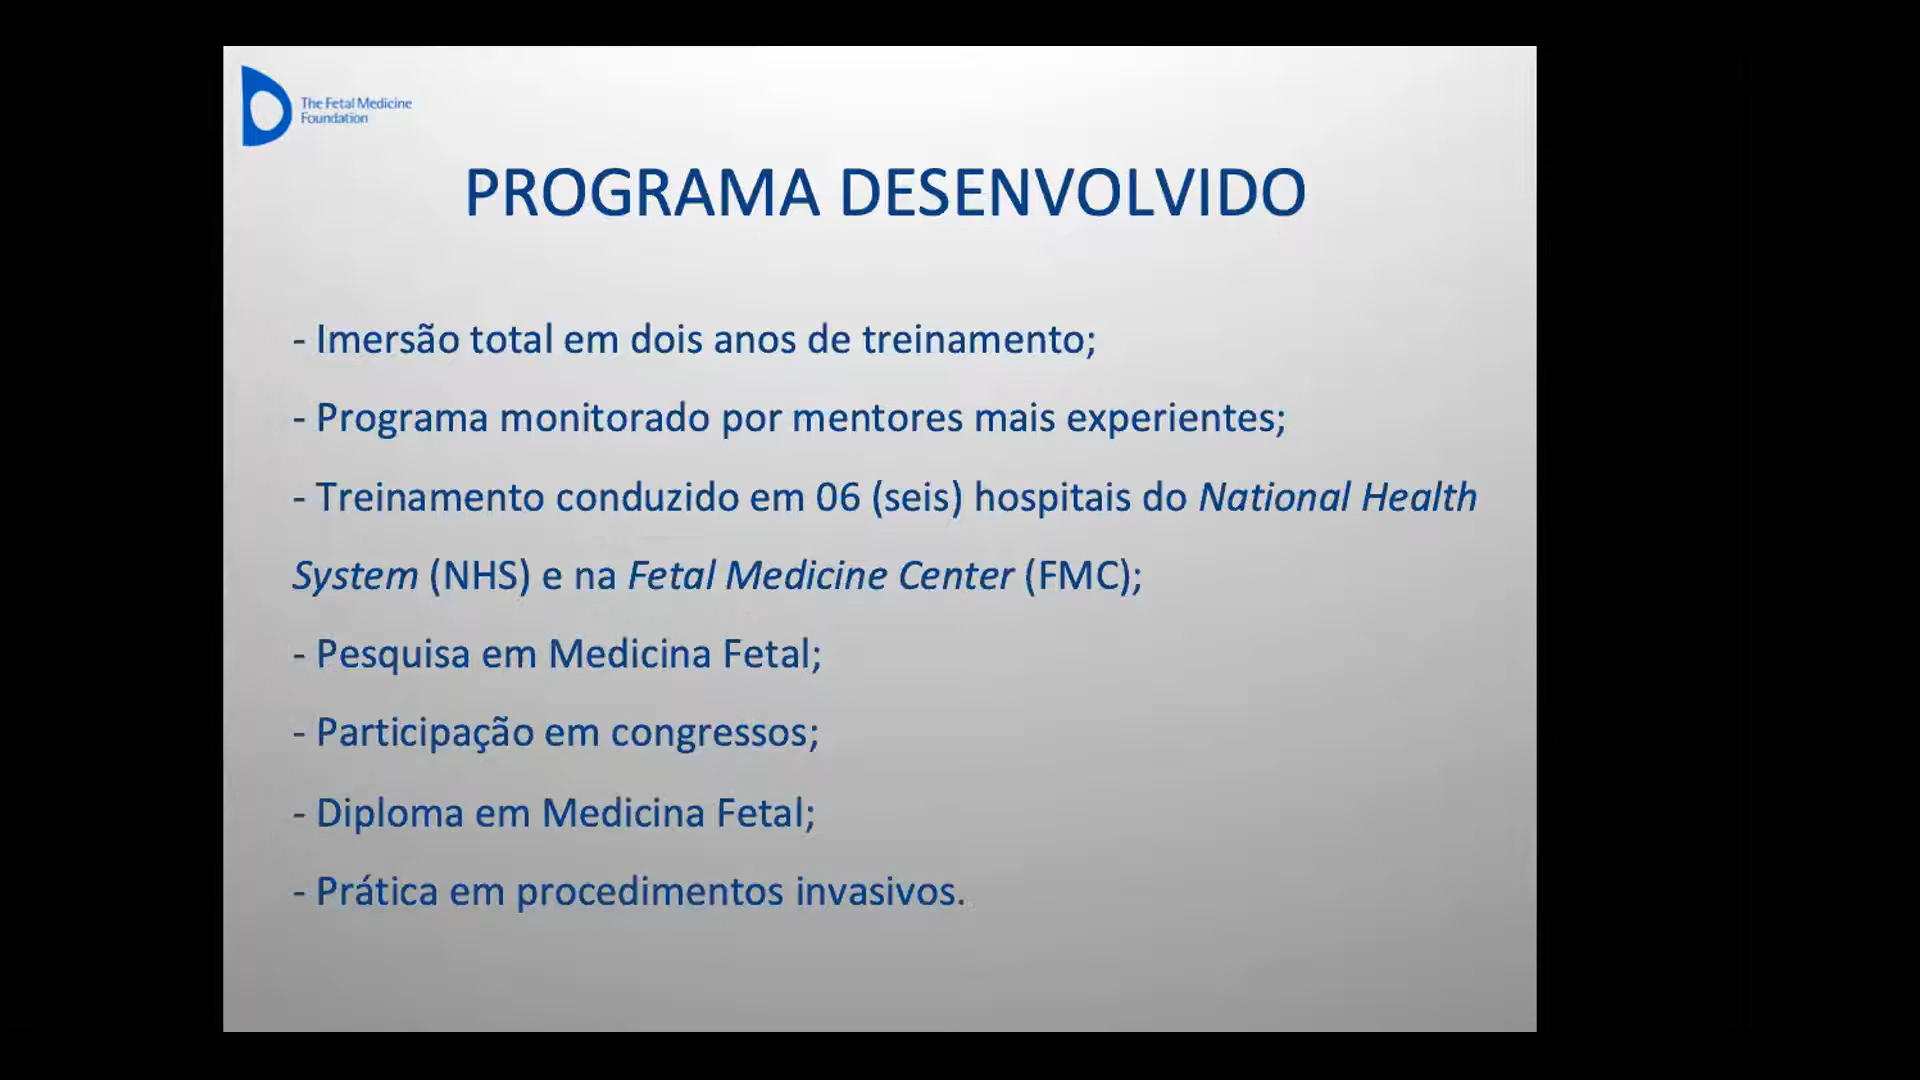 The Fetal Medicine
Foundation
PROGRAMA DESENVOLVIDO
- Imersão total em dois anos de treinamento;
- Programa monitorado por mentores mais experientes;
- Treinamento conduzido em 06 (seis) hospitais do National Health
System (NHS) e na Fetal Medicine Center (FMC);
- Pesquisa em Medicina Fetal;
- Participação em congressos;
- Diploma em Medicina Fetal;
- Prática em procedimentos invasivos.